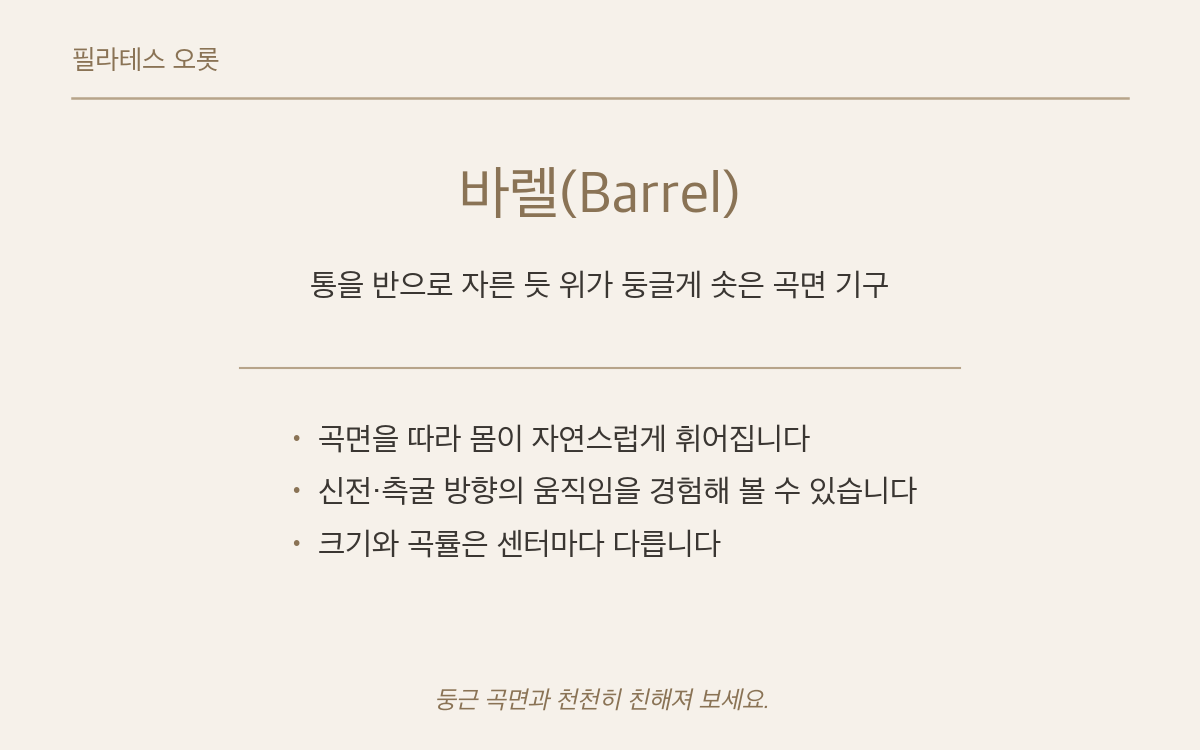 필라테스 오롯
바렐(Barrel)
통을 반으로 자른 듯 위가 둥글게 솟은 곡면 기구
• 곡면을 따라 몸이 자연스럽게 휘어집니다
• 신전·측굴 방향의 움직임을 경험해 볼 수 있습니다
• 크기와 곡률은 센터마다 다릅니다
둥근 곡면과 천천히 친해져 보세요.